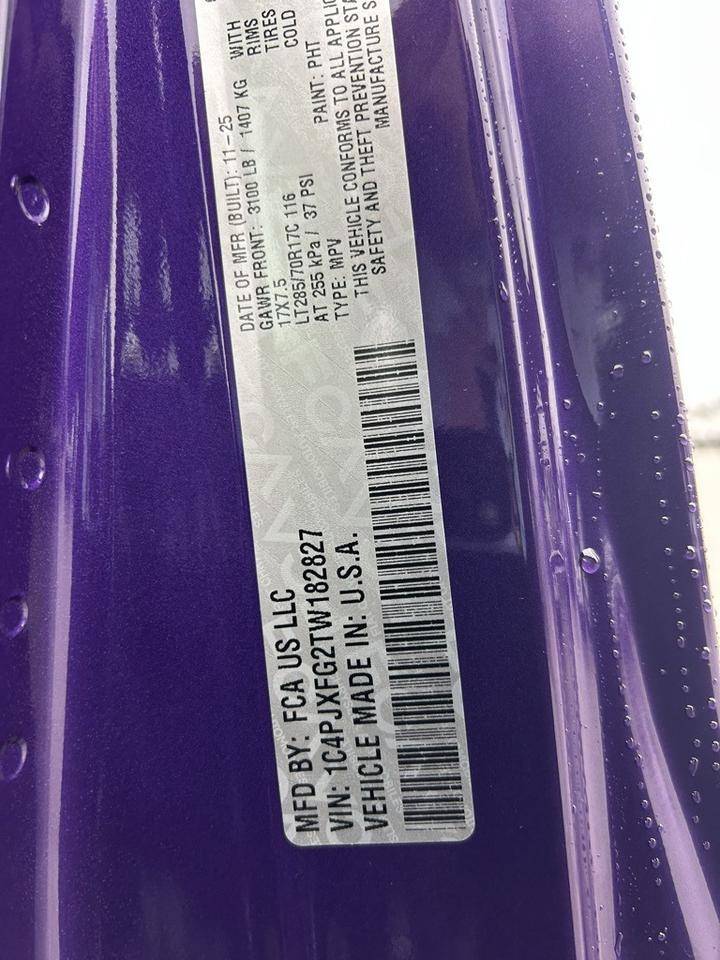 MFD BY: FCA US LLC
VIN: 1C4PJXFG2TW182827
VEHICLE MADE IN: U.S.A.
DATE OF MFR (BUILT): 11-25
GAWR FRONT: 3100 LB / 1407 KG WITH
17X7.5 RIMS
LT285/70R17C 116 TIRES
AT 255 kPa / 37 PSI COLD
TYPE: MPV PAINT: PHT
THIS VEHICLE CONFORMS TO ALL
SAFETY AND THEFT PREVENTION
MANUFACTURE